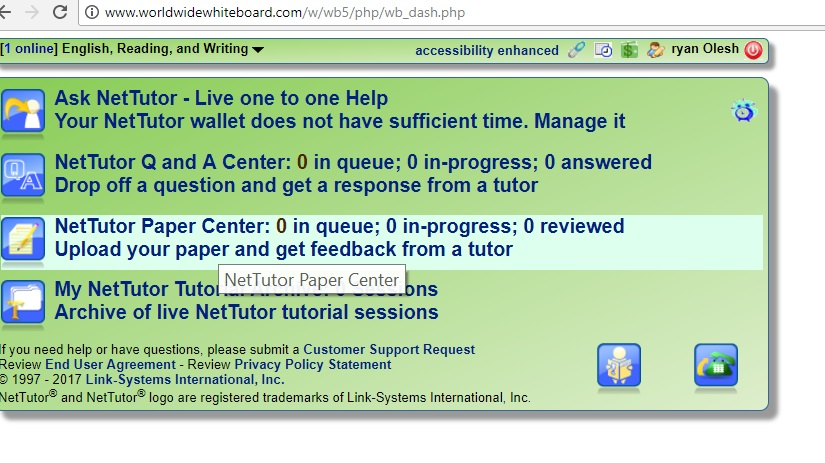 www.worldwidewhiteboard.com/w/wb5/php/wb_dash.php
[1 online] English, Reading, and Writing
accessibility enhanced
ryan Olesh
Ask NetTutor - Live one to one Help
Your NetTutor wallet does not have sufficient time. Manage it
NetTutor Q and A Center: 0 in queue; 0 in-progress; 0 answered
Drop off a question and get a response from a tutor
NetTutor Paper Center: 0 in queue; 0 in-progress; 0 reviewed
Upload your paper and get feedback from a tutor
NetTutor Paper Center
My NetTutor Tutorial Archive: 0 sessions
Archive of live NetTutor tutorial sessions
If you need help or have questions, please submit a Customer Support Request
Review End User Agreement - Review Privacy Policy Statement
© 1997 - 2017 Link-Systems International, Inc.
NetTutor® and NetTutor® logo are registered trademarks of Link-Systems International, Inc.